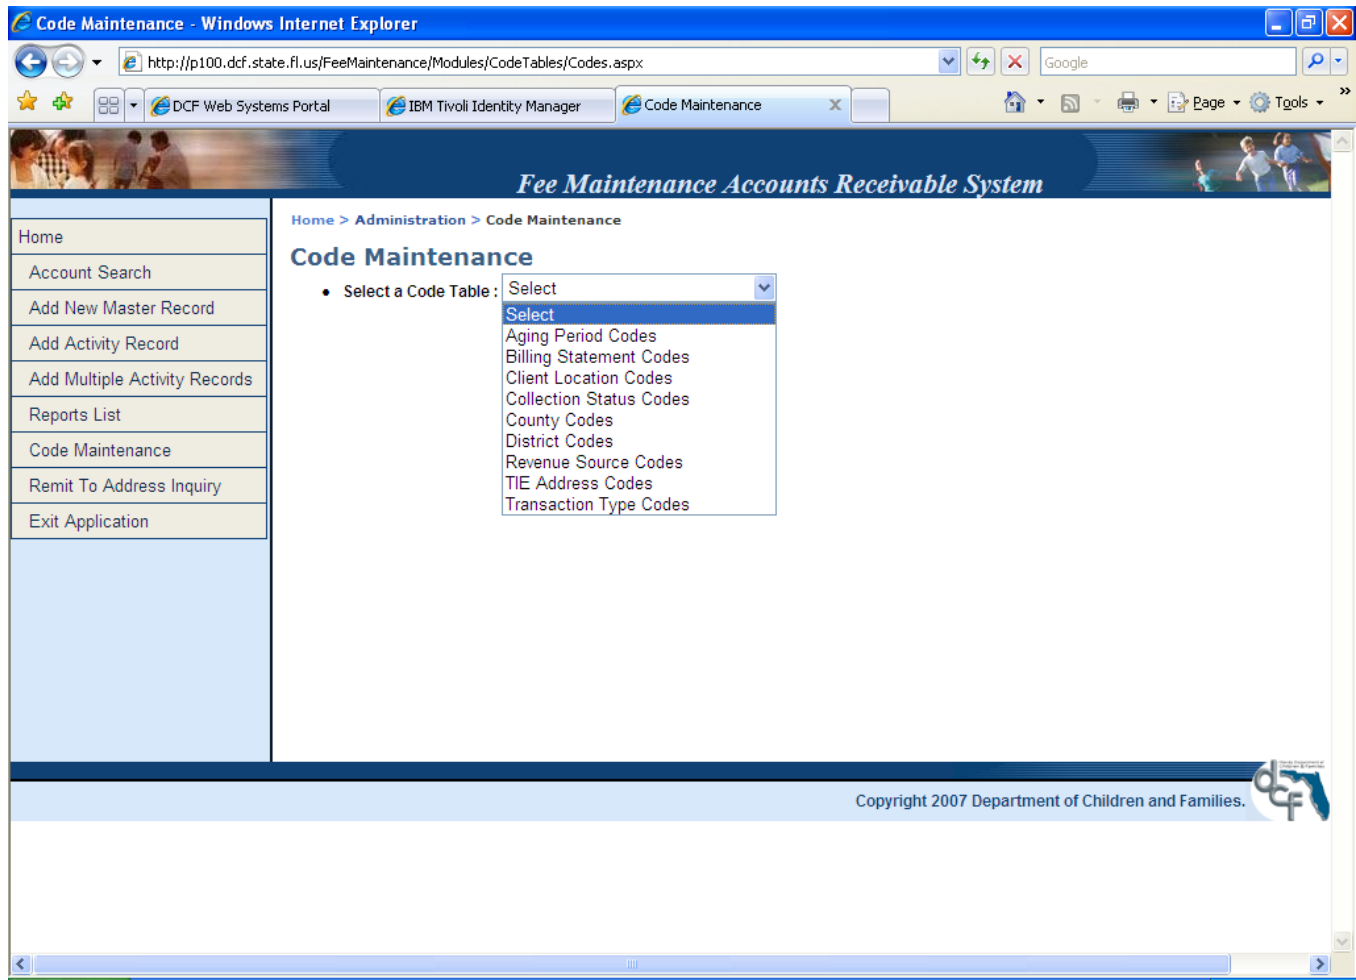 Code Maintenance - Windows Internet Explorer
http://p100.dcf.state.fl.us/FeeMaintenance/Modules/CodeTables/Codes.aspx
Google
DCF Web Systems Portal
IBM Tivoli Identity Manager
Code Maintenance
Page
Tools
Fee Maintenance Accounts Receivable System
Home
Account Search
Add New Master Record
Add Activity Record
Add Multiple Activity Records
Reports List
Code Maintenance
Remit To Address Inquiry
Exit Application
Home > Administration > Code Maintenance
Code Maintenance
• Select a Code Table : Select
Select
Aging Period Codes
Billing Statement Codes
Client Location Codes
Collection Status Codes
County Codes
District Codes
Revenue Source Codes
TIE Address Codes
Transaction Type Codes
Copyright 2007 Department of Children and Families.
dcf